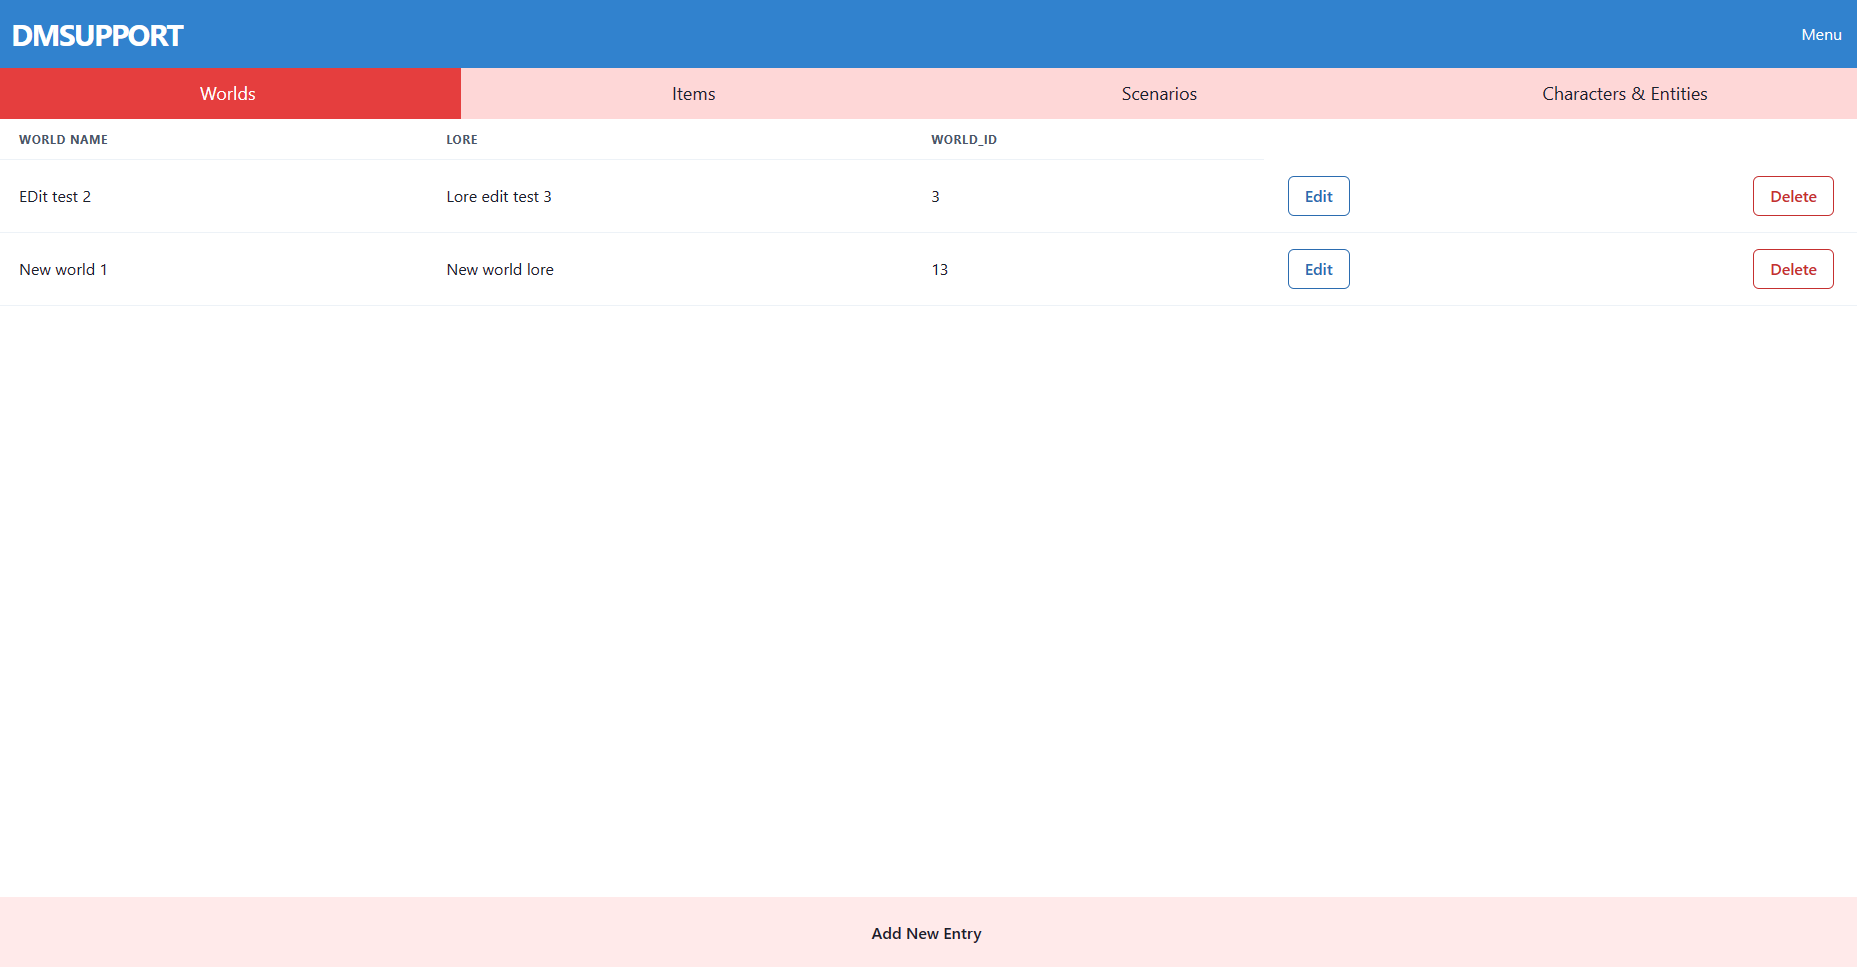 DMSUPPORT Menu
Worlds Items Scenarios Characters & Entities
WORLD NAME LORE WORLD_ID
EDit test 2 Lore edit test 3 3 Edit Delete
New world 1 New world lore 13 Edit Delete
Add New Entry